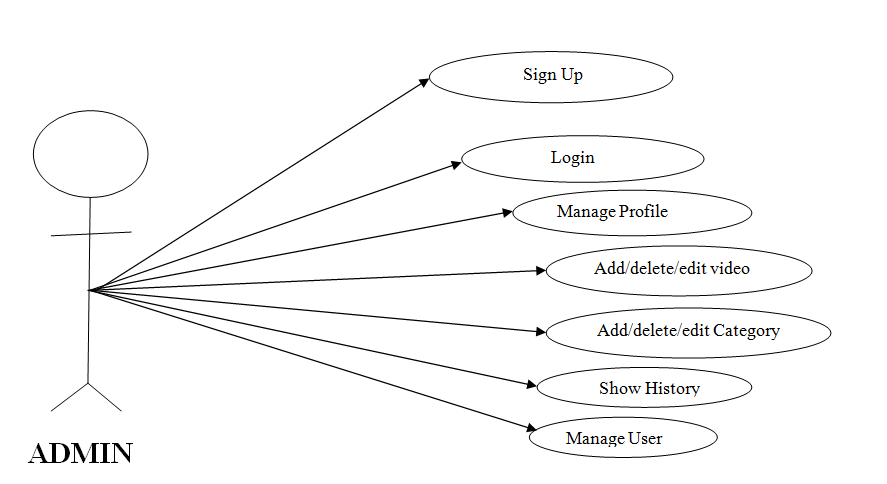 Sign Up
Login
Manage Profile
Add/delete/edit video
Add/delete/edit Category
Show History
Manage User
ADMIN